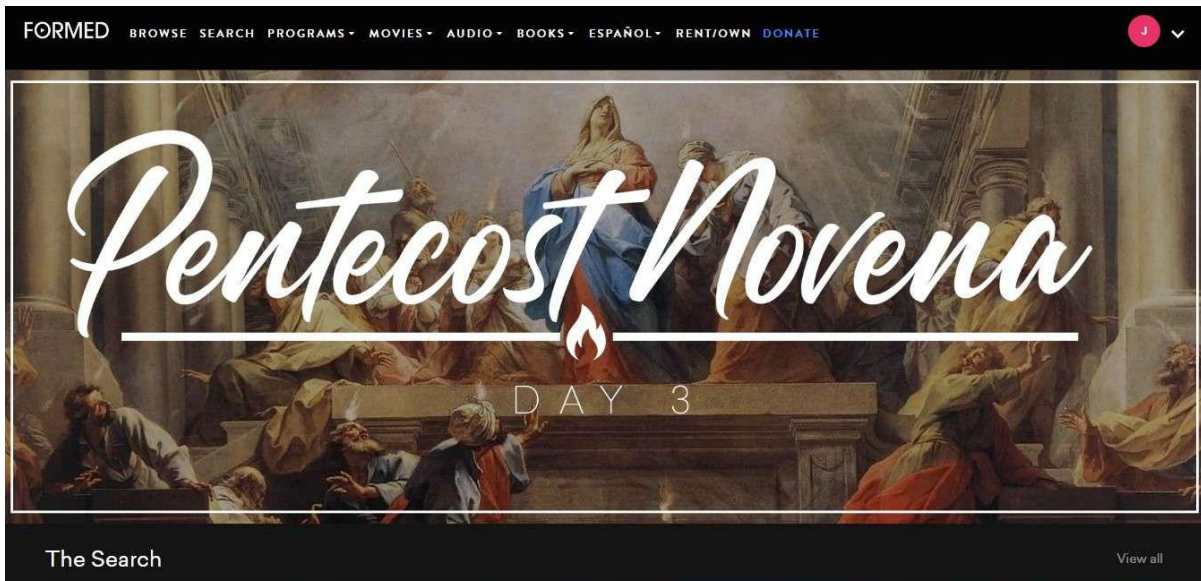 FORMED BROWSE SEARCH PROGRAMS MOVIES AUDIO BOOKS ESPAÑOL RENT/OWN DONATE J
Pentecost Novena
DAY 3
The Search View all